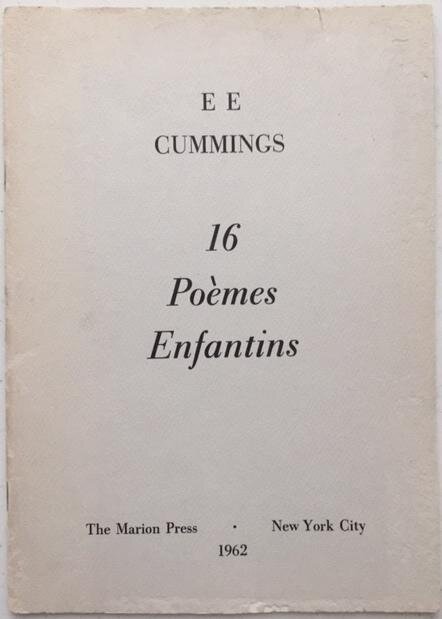 E E
CUMMINGS
16
Poèmes
Enfantins
The Marion Press · New York City
1962